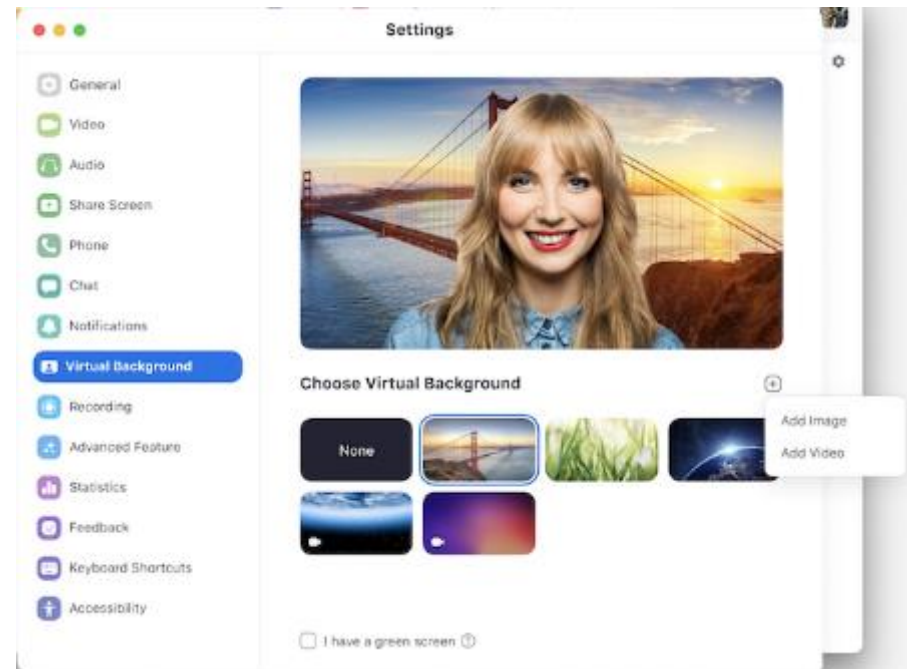 Settings
General
Video
Audio
Share Screen
Phone
Chat
Notifications
Virtual Background
Recording
Advanced Feature
Statistics
Feedback
Keyboard Shortcuts
Accessibility
Choose Virtual Background
Add Image
Add Video
None
I have a green screen